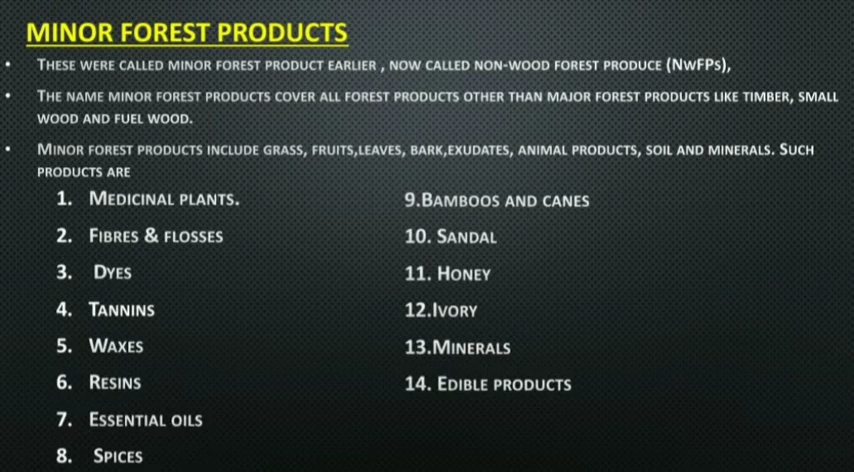 MINOR FOREST PRODUCTS
• THESE WERE CALLED MINOR FOREST PRODUCT EARLIER , NOW CALLED NON-WOOD FOREST PRODUCE (NWFPS),
• THE NAME MINOR FOREST PRODUCTS COVER ALL FOREST PRODUCTS OTHER THAN MAJOR FOREST PRODUCTS LIKE TIMBER, SMALL
WOOD AND FUEL WOOD.
• MINOR FOREST PRODUCTS INCLUDE GRASS, FRUITS,LEAVES, BARK,EXUDATES, ANIMAL PRODUCTS, SOIL AND MINERALS. SUCH
PRODUCTS ARE
1. MEDICINAL PLANTS.
2. FIBRES & FLOSSES
3. DYES
4. TANNINS
5. WAXES
6. RESINS
7. ESSENTIAL OILS
8. SPICES
9.BAMBOOS AND CANES
10. SANDAL
11. HONEY
12.IVORY
13.MINERALS
14. EDIBLE PRODUCTS